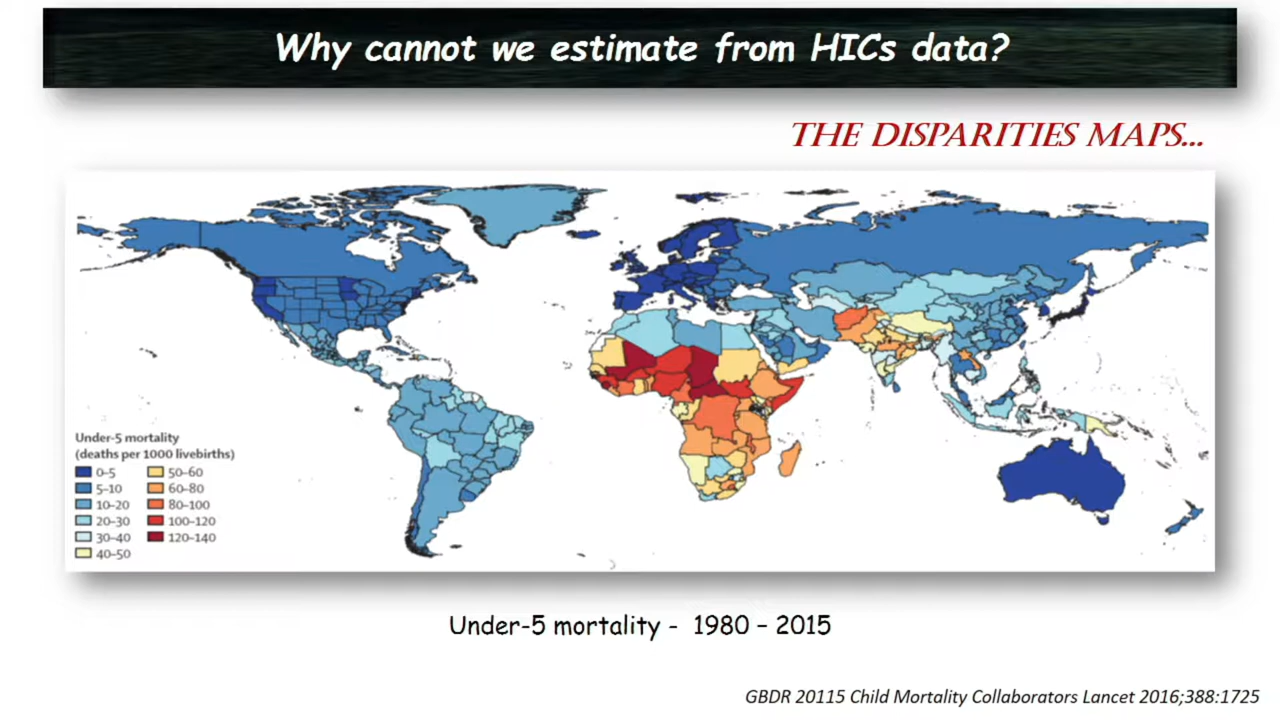 Why cannot we estimate from HICs data?
THE DISPARITIES MAPS...
Under-5 mortality
(deaths per 1000 livebirths)
0–5
5–10
10–20
20–30
30–40
40–50
50–60
60–80
80–100
100–120
120–140
Under-5 mortality - 1980 – 2015
GBDR 20115 Child Mortality Collaborators Lancet 2016;388:1725